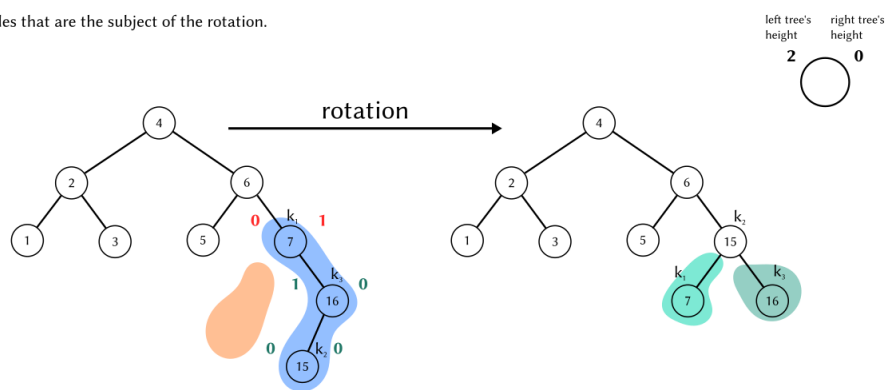 les that are the subject of the rotation.
left tree's right tree's
height height
2 0
rotation
4 4
2 6 2 6
0 k₁ 1 k₂
1 3 5 7 1 3 5 15
1 k₃ 0 k₁ k₃
16 7 16
0 k₂ 0
15